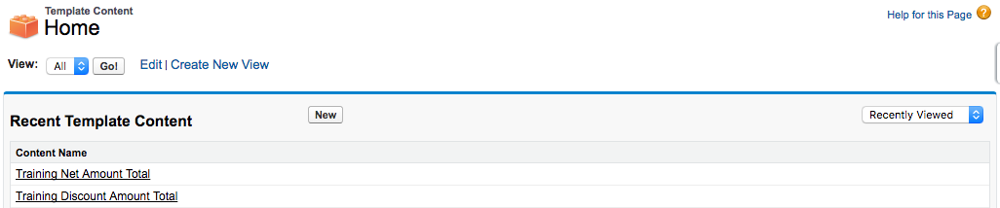 Template Content
Home
Help for this Page ?
View: All Go! Edit | Create New View
Recent Template Content New Recently Viewed
Content Name
Training Net Amount Total
Training Discount Amount Total